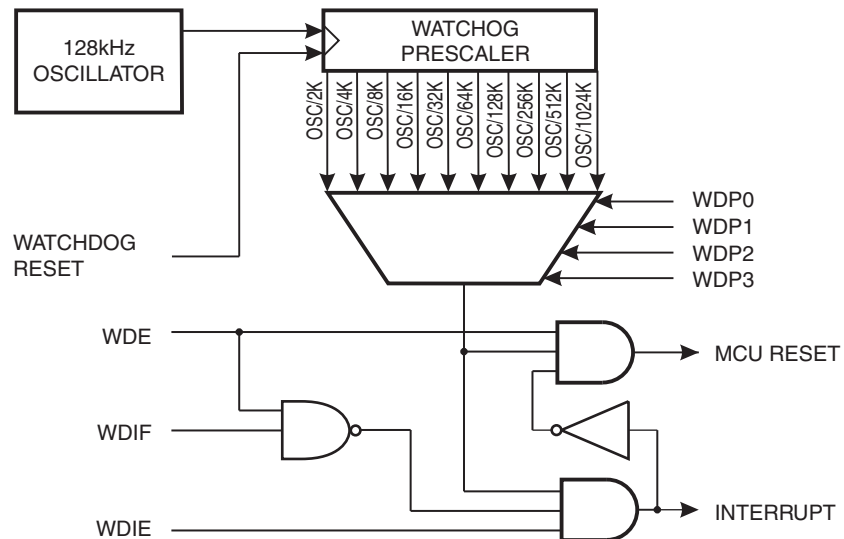 128kHz
OSCILLATOR
WATCHOG
PRESCALER
OSC/2K
OSC/4K
OSC/8K
OSC/16K
OSC/32K
OSC/64K
OSC/128K
OSC/256K
OSC/512K
OSC/1024K
WDP0
WDP1
WDP2
WDP3
WATCHDOG
RESET
WDE
MCU RESET
WDIF
INTERRUPT
WDIE